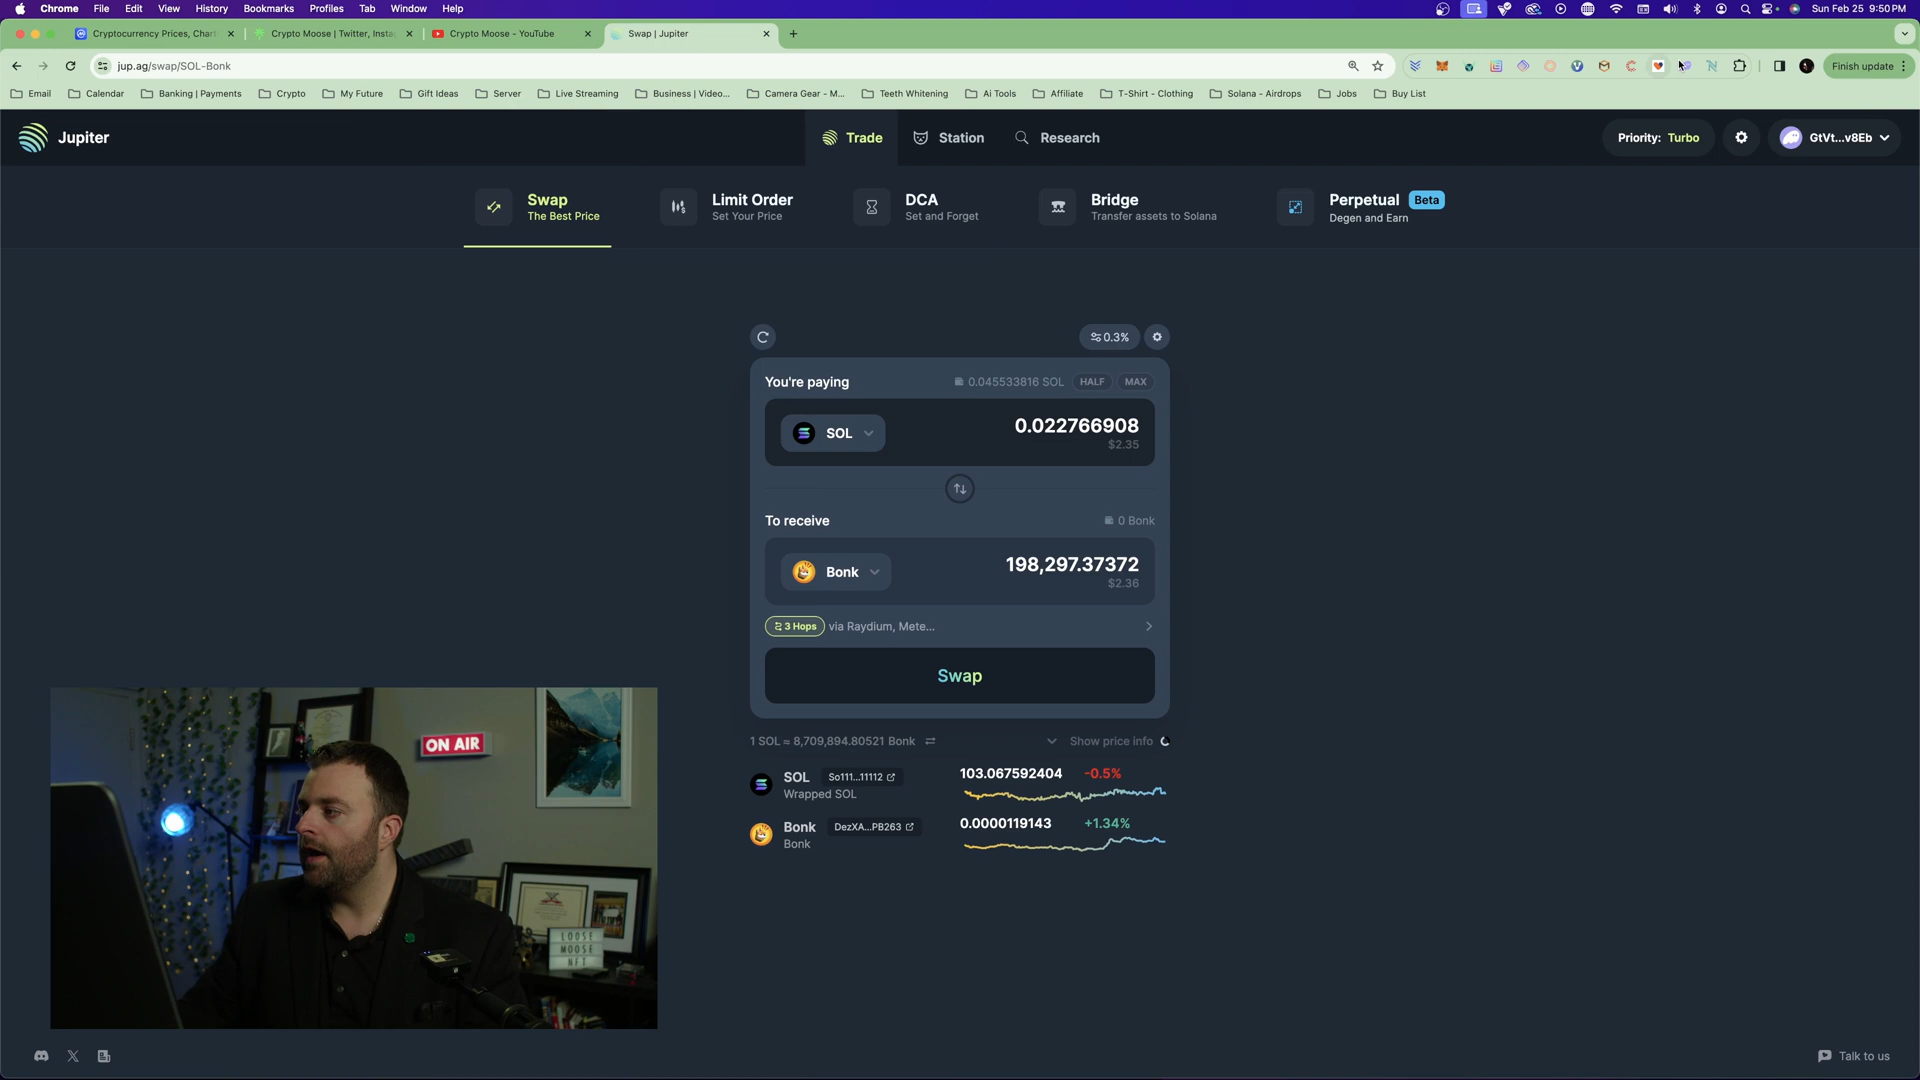 Chrome File Edit View History Bookmarks Profiles Tab Window Help
Sun Feb 25 9:50 PM
Cryptocurrency Prices, Chart
Crypto Moose | Twitter, Insta
Crypto Moose - YouTube
Swap | Jupiter
jup.ag/swap/SOL-Bonk
Finish update
Email Calendar Banking | Payments Crypto My Future Gift Ideas Server Live Streaming Business | Video... Camera Gear - M... Teeth Whitening Ai Tools Affiliate T-Shirt - Clothing Solana - Airdrops Jobs Buy List
Jupiter
Trade Station Research
Priority: Turbo
GtVt...v8Eb
Swap
The Best Price
Limit Order
Set Your Price
DCA
Set and Forget
Bridge
Transfer assets to Solana
Perpetual Beta
Degen and Earn
0.3%
You're paying 0.045533816 SOL HALF MAX
SOL 0.022766908
$2.35
To receive 0 Bonk
Bonk 198,297.37372
$2.36
3 Hops via Raydium, Mete...
Swap
1 SOL ≈ 8,709,894.80521 Bonk Show price info
SOL So111...11112 103.067592404 -0.5%
Wrapped SOL
Bonk DezXA...PB263 0.0000119143 +1.34%
Bonk
ON AIR
LOOSE
MOOSE
NFT
Talk to us